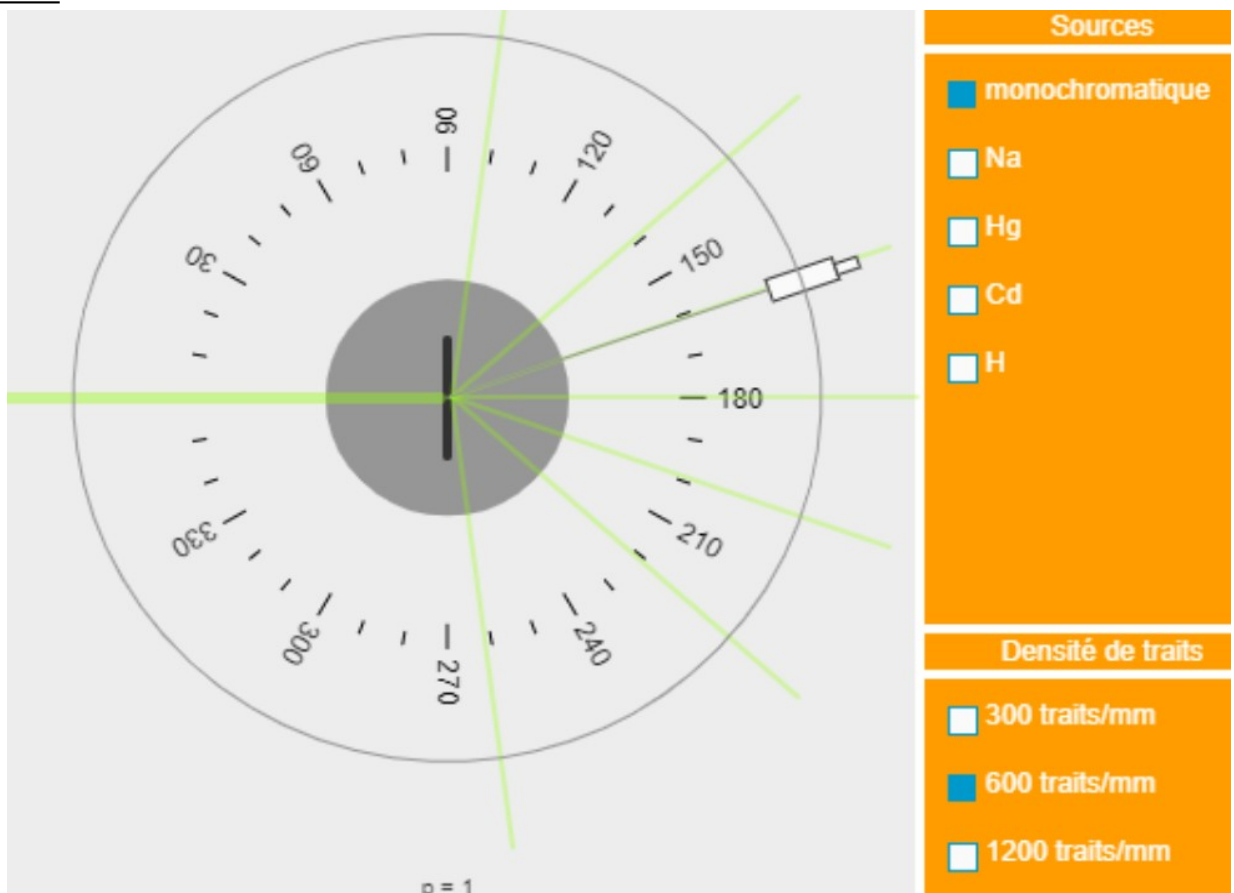 Sources
monochromatique
Na
Hg
Cd
H
Densité de traits
300 traits/mm
600 traits/mm
1200 traits/mm
90
60
120
30
150
180
330
210
300
240
270
p = 1